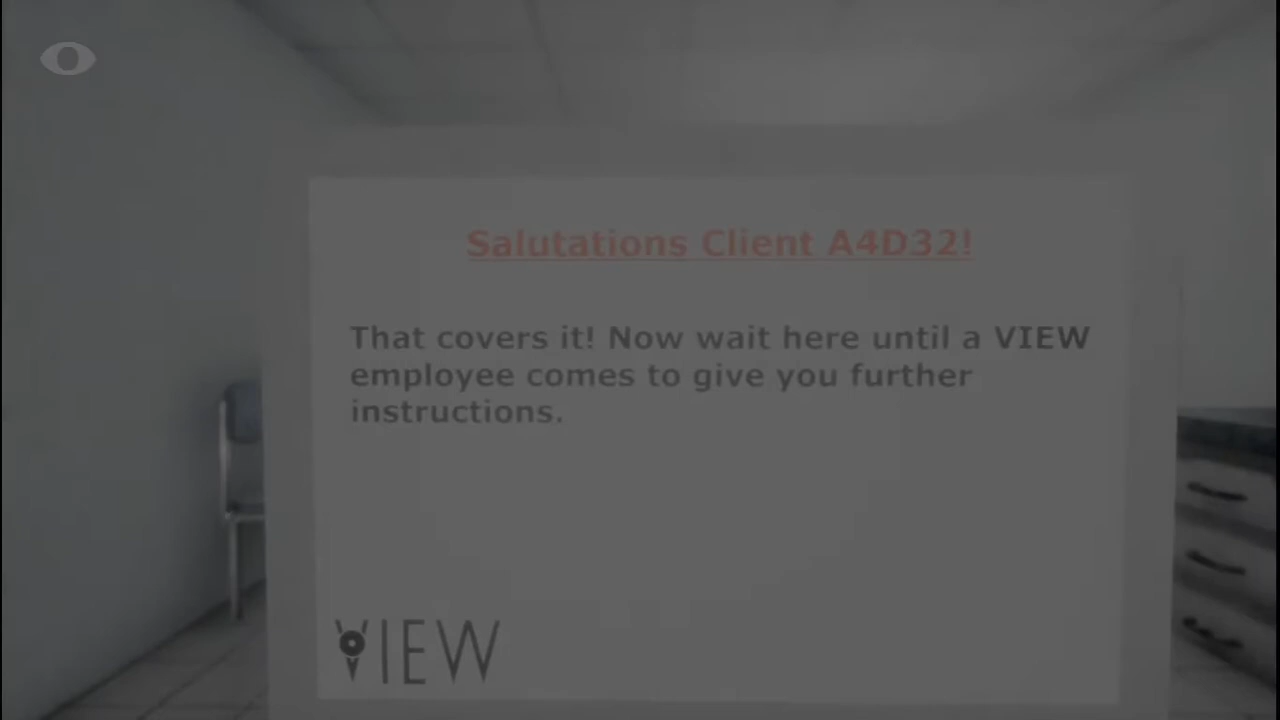 Salutations Client A4D32!
That covers it! Now wait here until a VIEW
employee comes to give you further
instructions.
VIEW